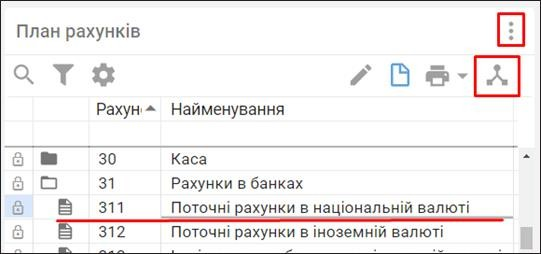 План рахунків
Рахун Найменування
30 Каса
31 Рахунки в банках
311 Поточні рахунки в національній валюті
312 Поточні рахунки в іноземній валюті